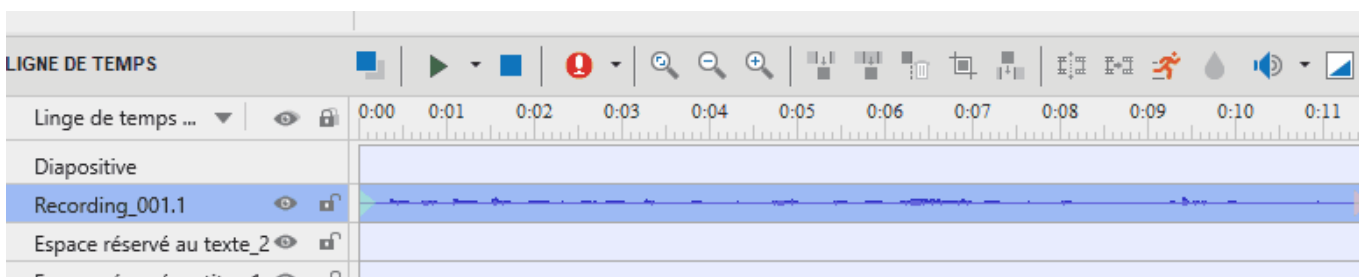 LIGNE DE TEMPS
Linge de temps ... 0:00 0:01 0:02 0:03 0:04 0:05 0:06 0:07 0:08 0:09 0:10 0:11
Diapositive
Recording_001.1
Espace réservé au texte_2